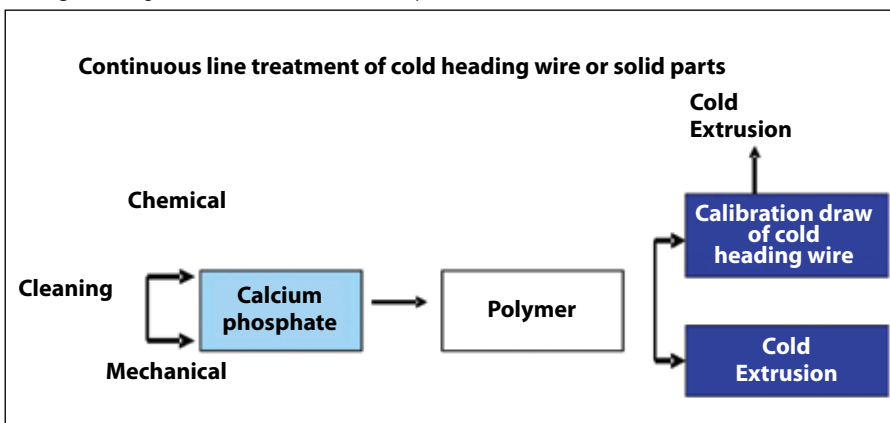 Continuous line treatment of cold heading wire or solid parts
Cold
Extrusion
Chemical
Calibration draw
of cold
heading wire
Cleaning
Calcium
phosphate
Polymer
Mechanical
Cold
Extrusion